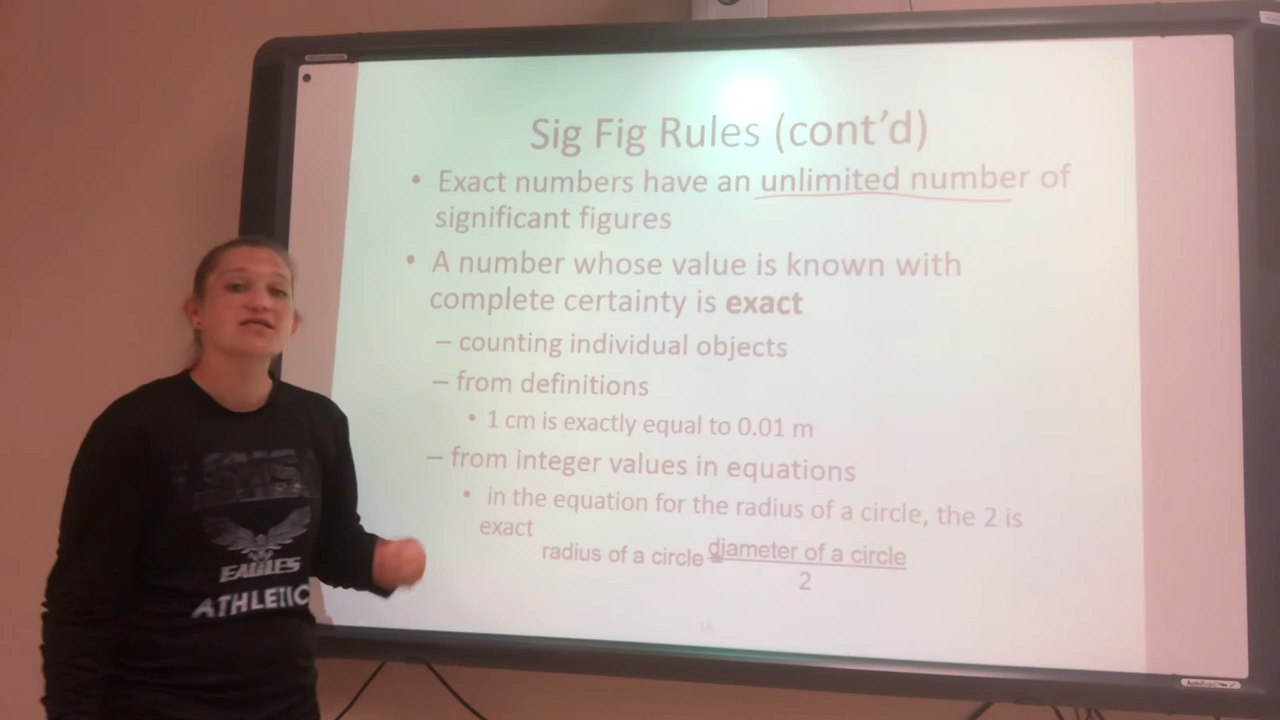 Sig Fig Rules (cont'd)
• Exact numbers have an unlimited number of
significant figures
• A number whose value is known with
complete certainty is exact
– counting individual objects
– from definitions
• 1 cm is exactly equal to 0.01 m
– from integer values in equations
• in the equation for the radius of a circle, the 2 is
exact
radius of a circle = diameter of a circle
2
16
EAGLES
ATHLETIC